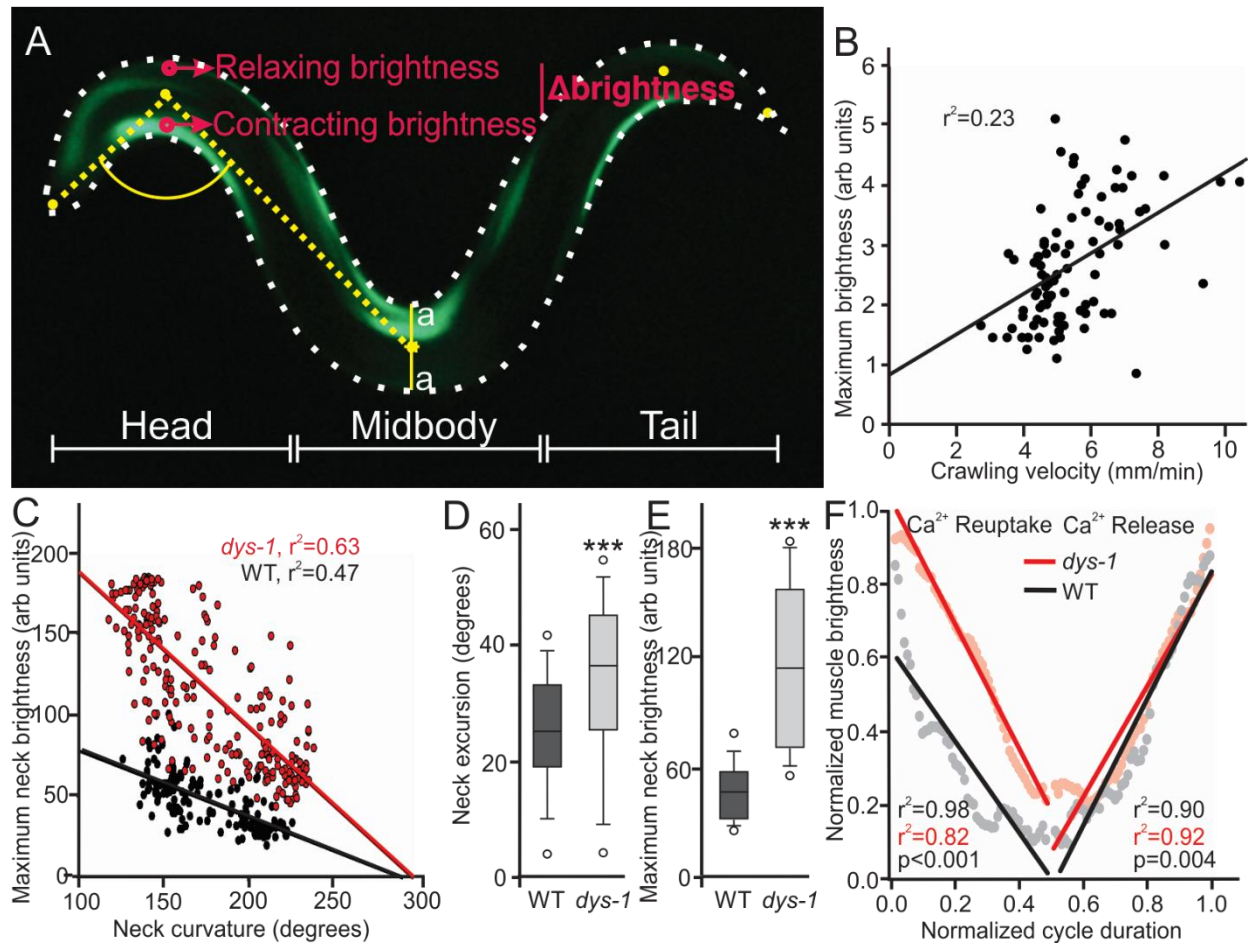 A
Relaxing brightness
Contracting brightness
Δbrightness
a
a
Head
Midbody
Tail
B
Maximum brightness (arb units)
6
5
4
3
2
1
0
r²=0.23
0
2
4
6
8
10
Crawling velocity (mm/min)
C
Maximum neck brightness (arb units)
200
150
100
50
0
dys-1, r²=0.63
WT, r²=0.47
100
150
200
250
300
Neck curvature (degrees)
D
Neck excursion (degrees)
60
40
20
0
***
WT
dys-1
E
Maximum neck brightness (arb units)
180
120
60
0
***
WT
dys-1
F
Normalized muscle brightness
1.0
0.8
0.6
0.4
0.2
0.0
Ca²⁺ Reuptake
Ca²⁺ Release
dys-1
WT
r²=0.98
r²=0.82
p<0.001
r²=0.90
r²=0.92
p=0.004
0.0
0.2
0.4
0.6
0.8
1.0
Normalized cycle duration